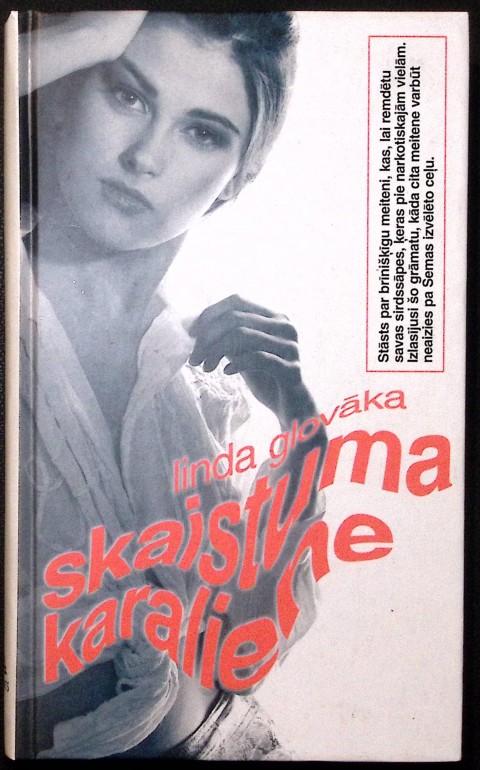 Stāsts par brīnišķīgu meiteni, kas, lai remdētu
savas sirdssāpes, ķeras pie narkotiskajām vielām.
Izlasījusi šo grāmatu, kāda cita meitene varbūt
neaizies pa Šemas izvēlēto ceļu.
linda glovāka
skaistuma
karaliene